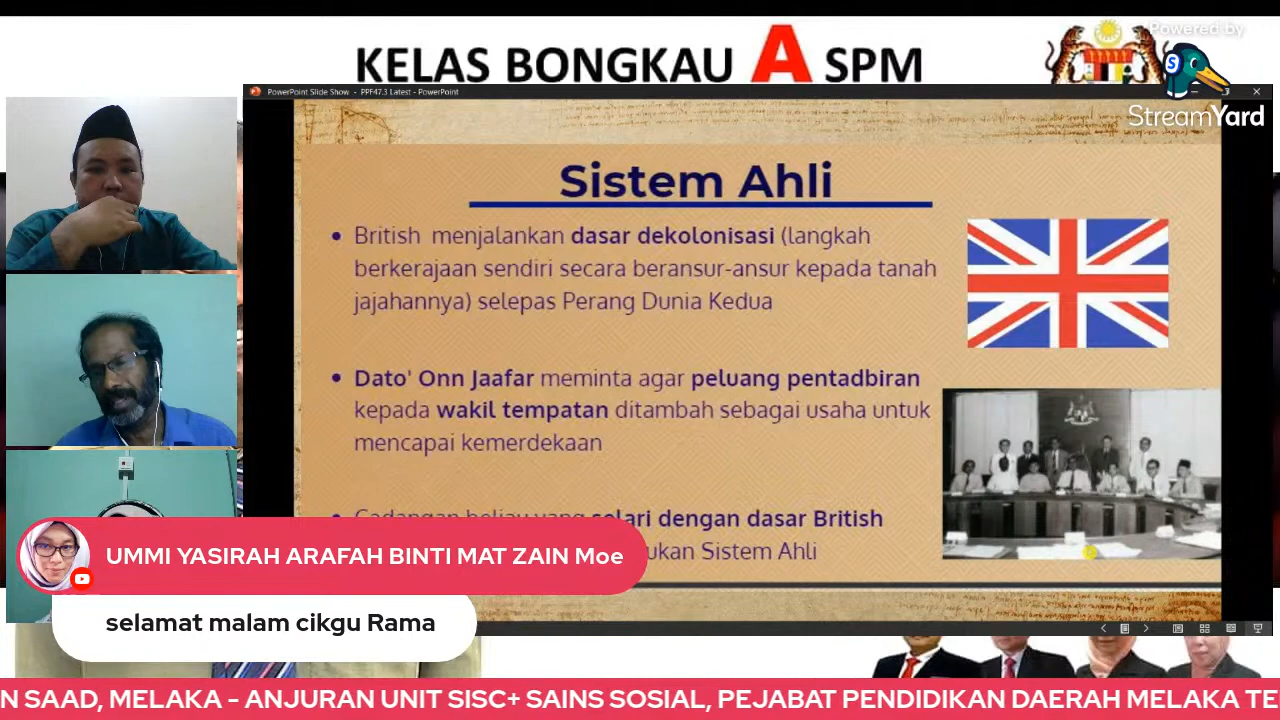 KELAS BONGKAU A SPM
Powered by
StreamYard
PowerPoint Slide Show - PPF47.3 Latest - PowerPoint
Sistem Ahli
British menjalankan dasar dekolonisasi (langkah
berkerajaan sendiri secara beransur-ansur kepada tanah
jajahannya) selepas Perang Dunia Kedua
Dato' Onn Jaafar meminta agar peluang pentadbiran
kepada wakil tempatan ditambah sebagai usaha untuk
mencapai kemerdekaan
selari dengan dasar British
Sistem Ahli
UMMI YASIRAH ARAFAH BINTI MAT ZAIN Moe
selamat malam cikgu Rama
N SAAD, MELAKA - ANJURAN UNIT SISC+ SAINS SOSIAL, PEJABAT PENDIDIKAN DAERAH MELAKA TE